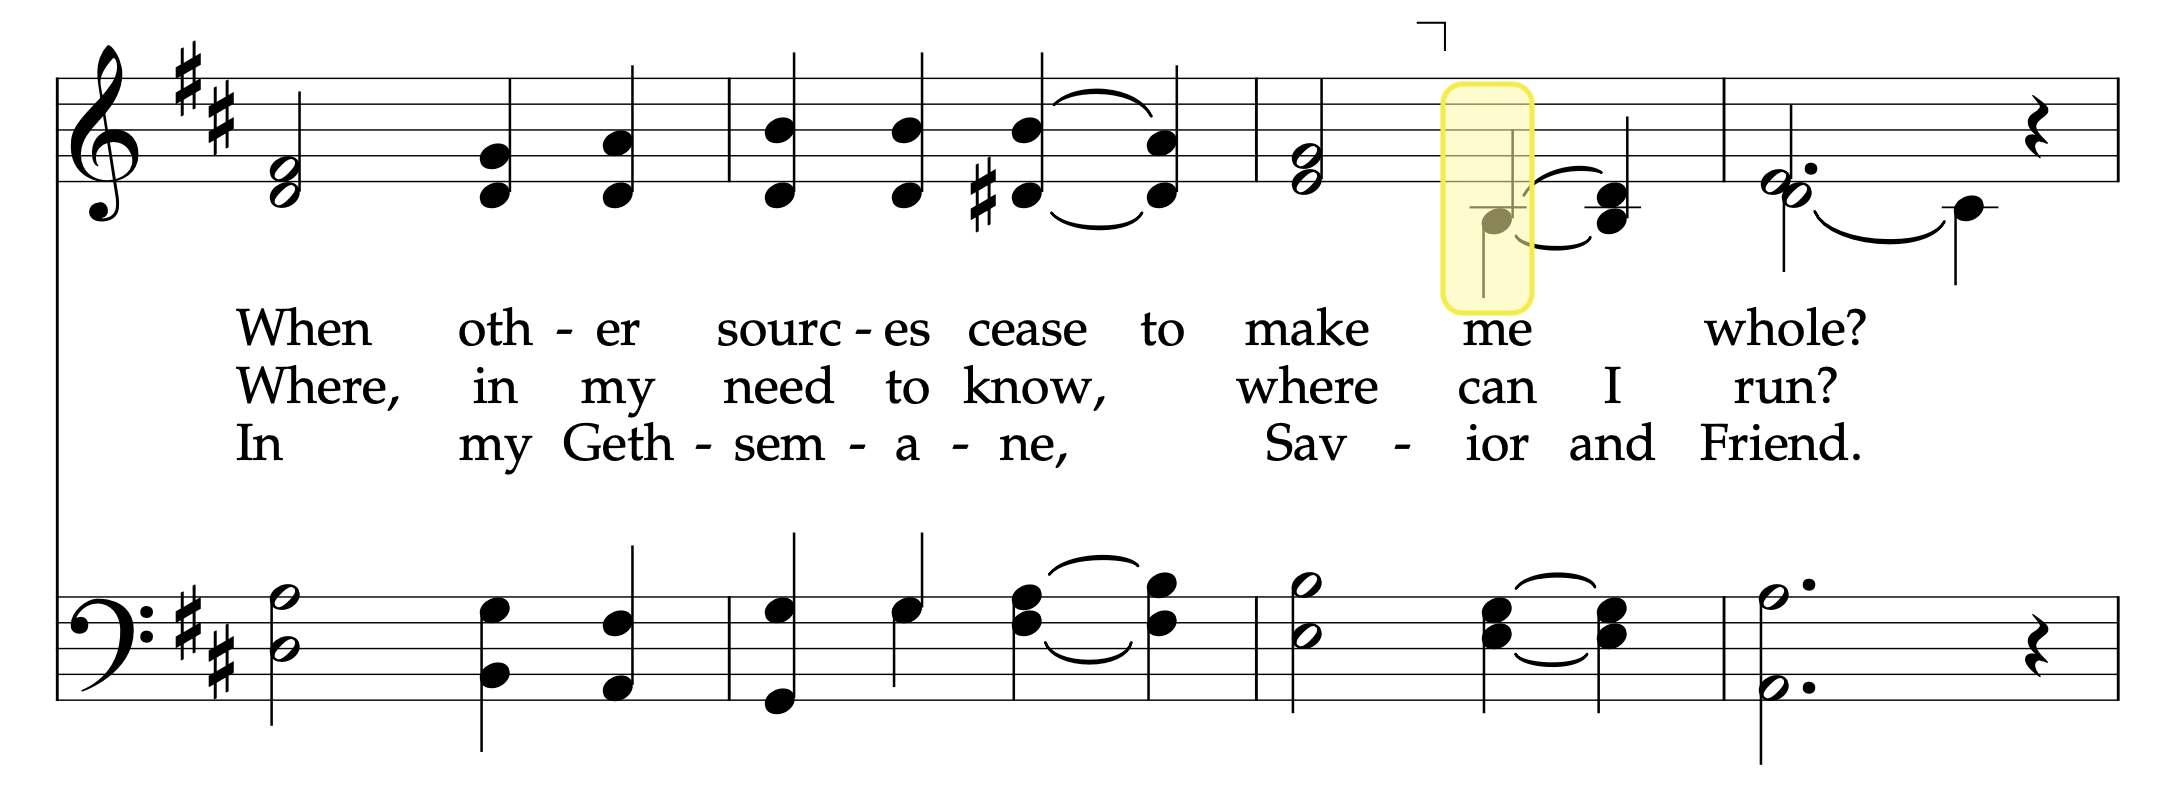 When oth - er sourc - es cease to make me whole?
Where, in my need to know, where can I run?
In my Geth - sem - a - ne, Sav - ior and Friend.